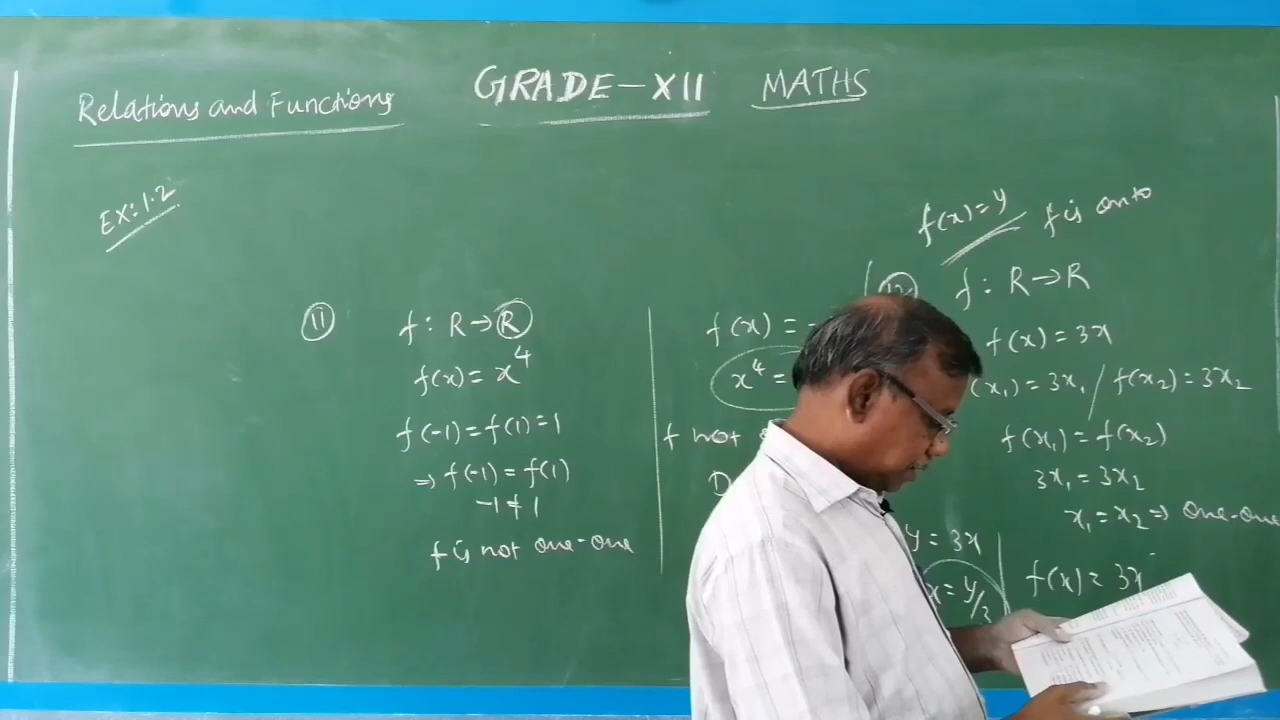 GRADE-XII MATHS
Relations and Functions
EX: 1.2
11
f : R→R
f(x) = x⁴
f(-1) = f(1) = 1
⇒ f(-1) = f(1)
-1 ≠ 1
f is not one-one
f(x) = -
x⁴ =
f not
f(x) = y f is onto
12
f : R→R
f(x) = 3x
(x₁) = 3x₁ / f(x₂) = 3x₂
f(x₁) = f(x₂)
3x₁ = 3x₂
x₁ = x₂ ⇒ one-one
y = 3x
x = y/3
f(x) = 3x